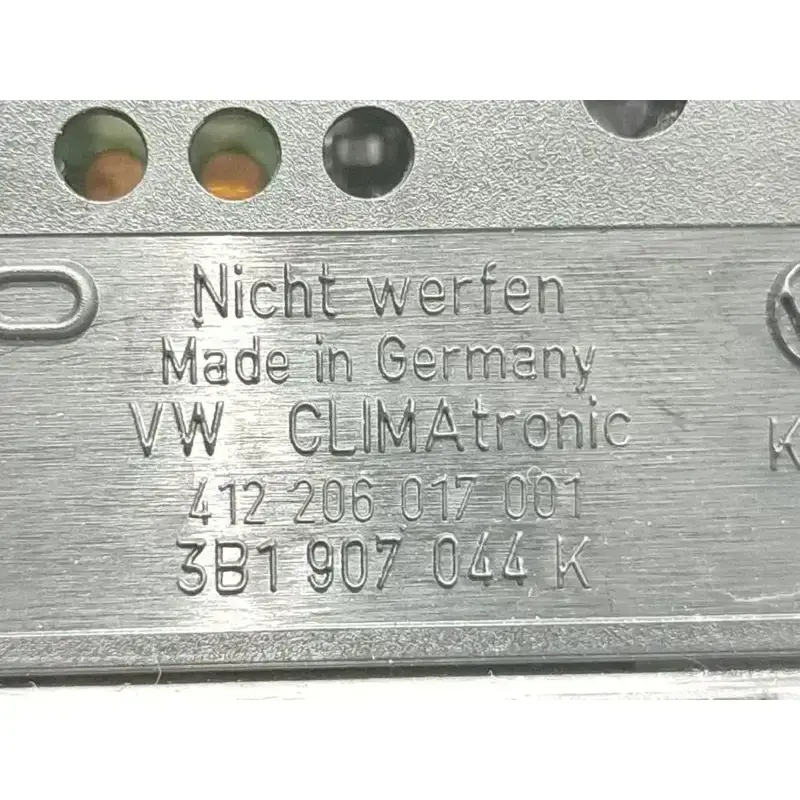 Nicht werfen
Made in Germany
VW CLIMAtronic
412 206 017 001
3B1 907 044 K